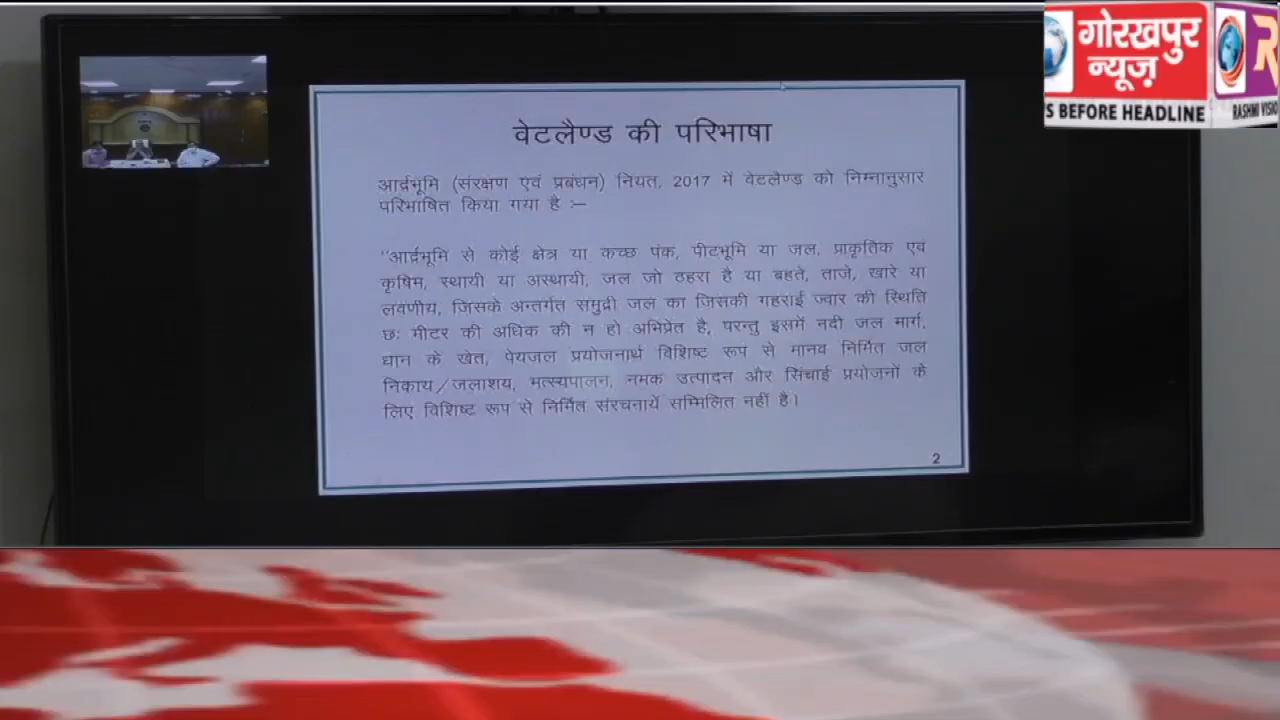 गोरखपुर
न्यूज़
S BEFORE HEADLINE
RASHMI VISIO
वेटलैण्ड की परिभाषा
आर्द्रभूमि (संरक्षण एवं प्रबंधन) नियत, 2017 में वेटलैण्ड को निम्नानुसार
परिभाषित किया गया है :–
“आर्द्रभूमि से कोई क्षेत्र या कच्छ पंक, पीटभूमि या जल, प्राकृतिक एवं
कृषिम, स्थायी या अस्थायी, जल जो ठहरा है या बहते, ताजे, खारे या
लवणीय, जिसके अन्तर्गत समुद्री जल का जिसकी गहराई ज्वार की स्थिति
छः मीटर की अधिक की न हो अभिप्रेत है, परन्तु इसमें नदी जल मार्ग,
धान के खेत, पेयजल प्रयोजनार्थ विशिष्ट रूप से मानव निर्मित जल
निकाय/जलाशय, मत्स्यपालन, नमक उत्पादन और सिंचाई प्रयोजनों के
लिए विशिष्ट रूप से निर्मित संरचनायें सम्मिलित नहीं है।
2